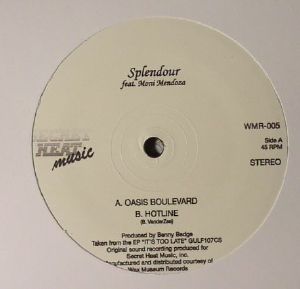 Splendour
feat. Moni Mendoza
SECRET
HEAT
music
WMR-005
Side A
45 RPM
STEREO
A. OASIS BOULEVARD
B. HOTLINE
(B. VanderZee)
Produced by Benny Badge
Taken from the EP "IT'S TOO LATE" GULF107CS
Original sound recording produced for
Secret Heat Music, Inc.
Manufactured and distributed courtesy of
Wax Museum Records